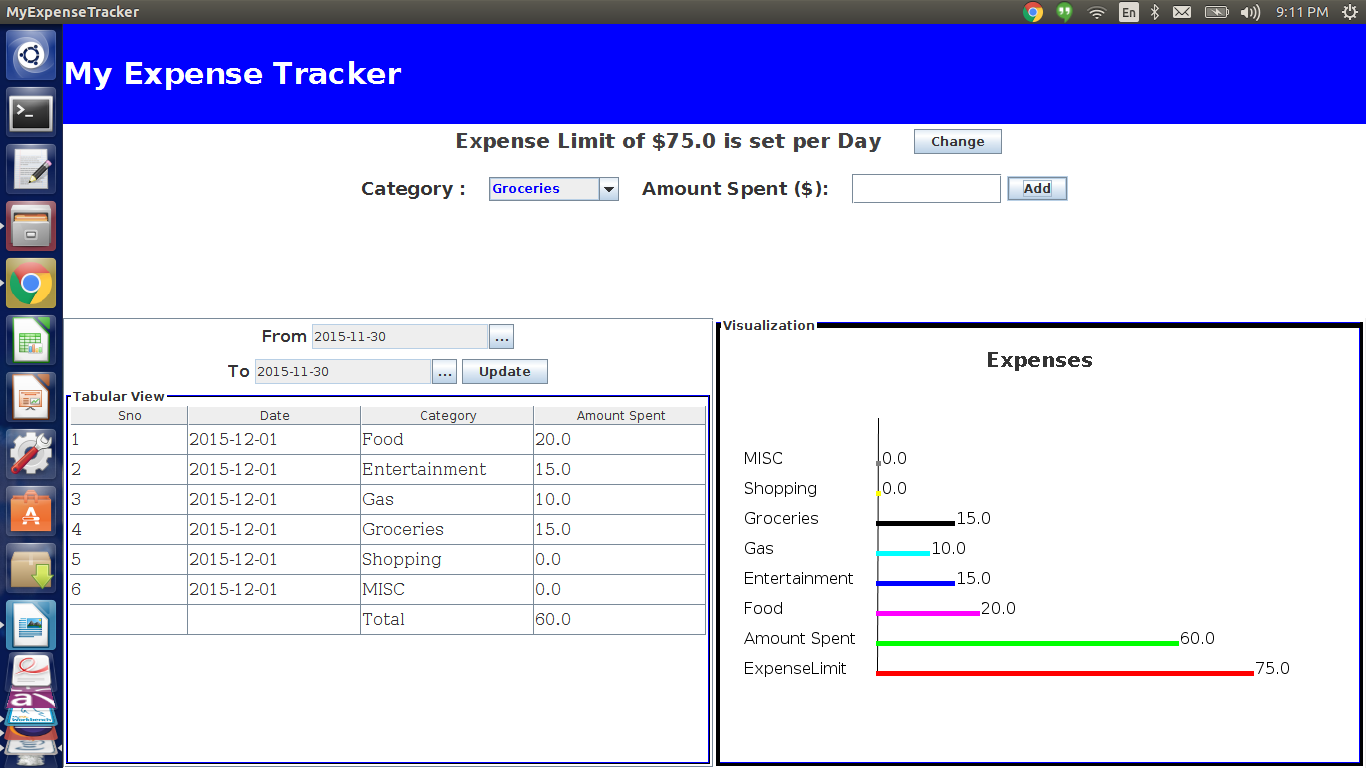 MyExpenseTracker
En
9:11 PM
My Expense Tracker
Expense Limit of $75.0 is set per Day
Change
Category :
Groceries
Amount Spent ($):
Add
From 2015-11-30 ...
To 2015-11-30 ... Update
Tabular View
Sno Date Category Amount Spent
1 2015-12-01 Food 20.0
2 2015-12-01 Entertainment 15.0
3 2015-12-01 Gas 10.0
4 2015-12-01 Groceries 15.0
5 2015-12-01 Shopping 0.0
6 2015-12-01 MISC 0.0
Total 60.0
Visualization
Expenses
MISC 0.0
Shopping 0.0
Groceries 15.0
Gas 10.0
Entertainment 15.0
Food 20.0
Amount Spent 60.0
ExpenseLimit 75.0
Workbench